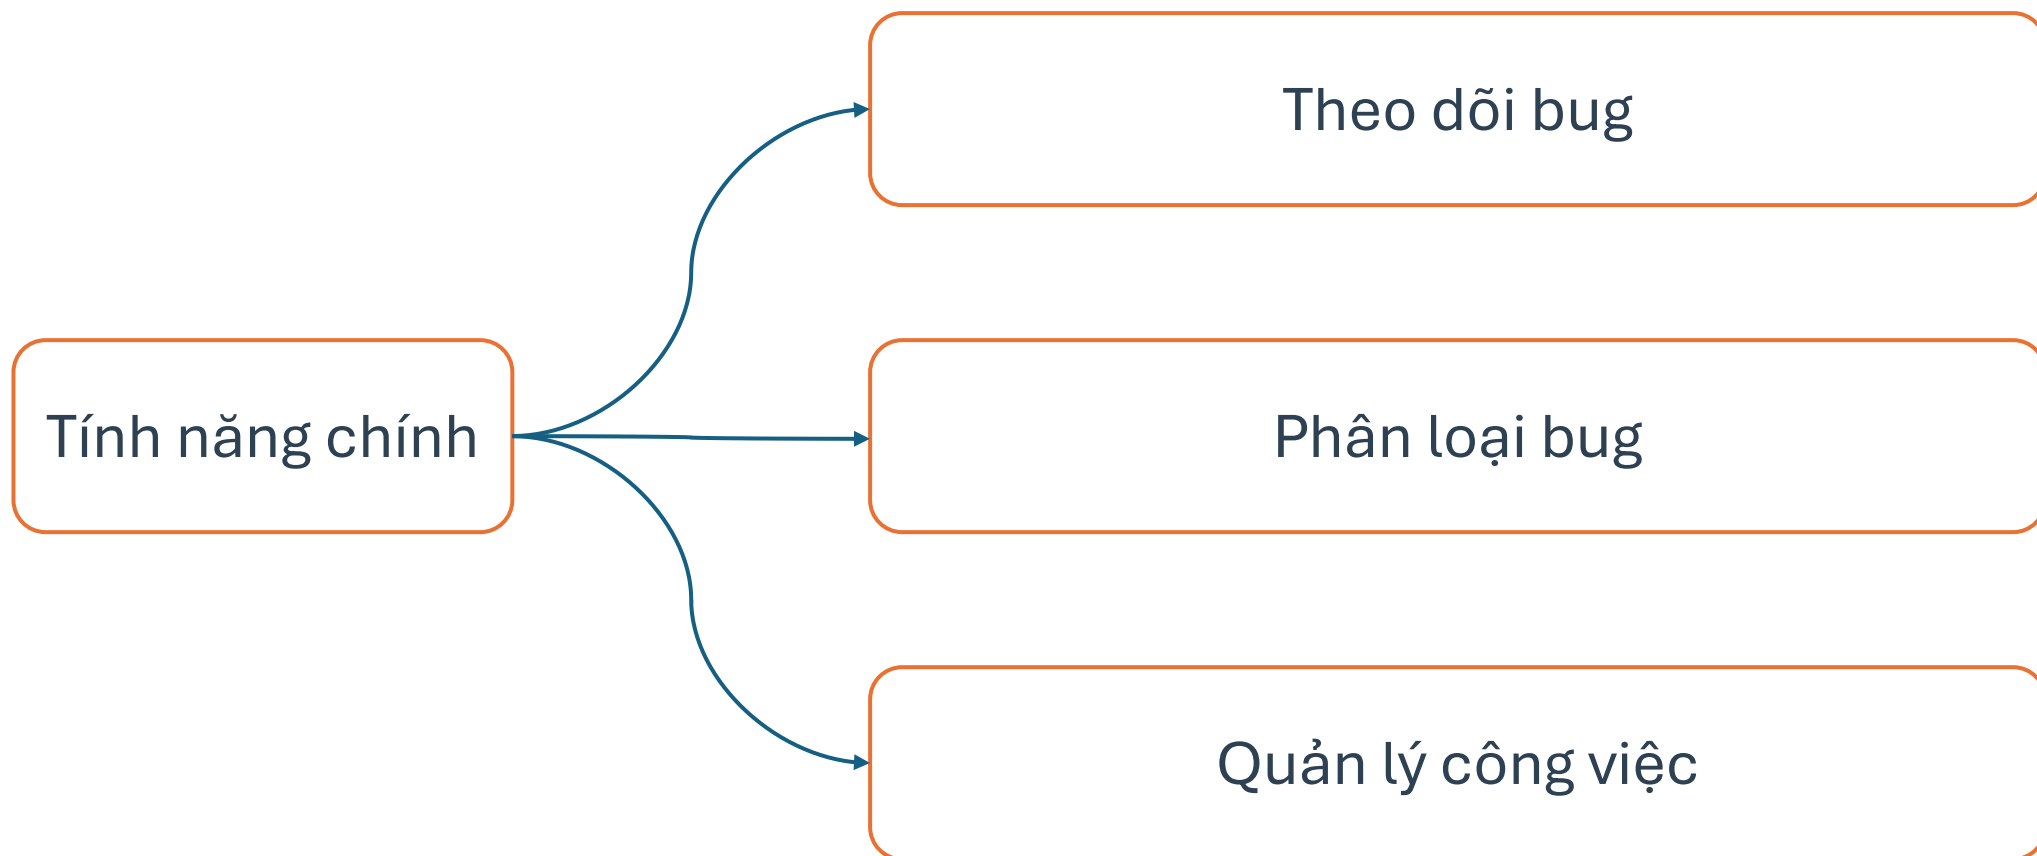 Theo dõi bug
Tính năng chính
Phân loại bug
Quản lý công việc